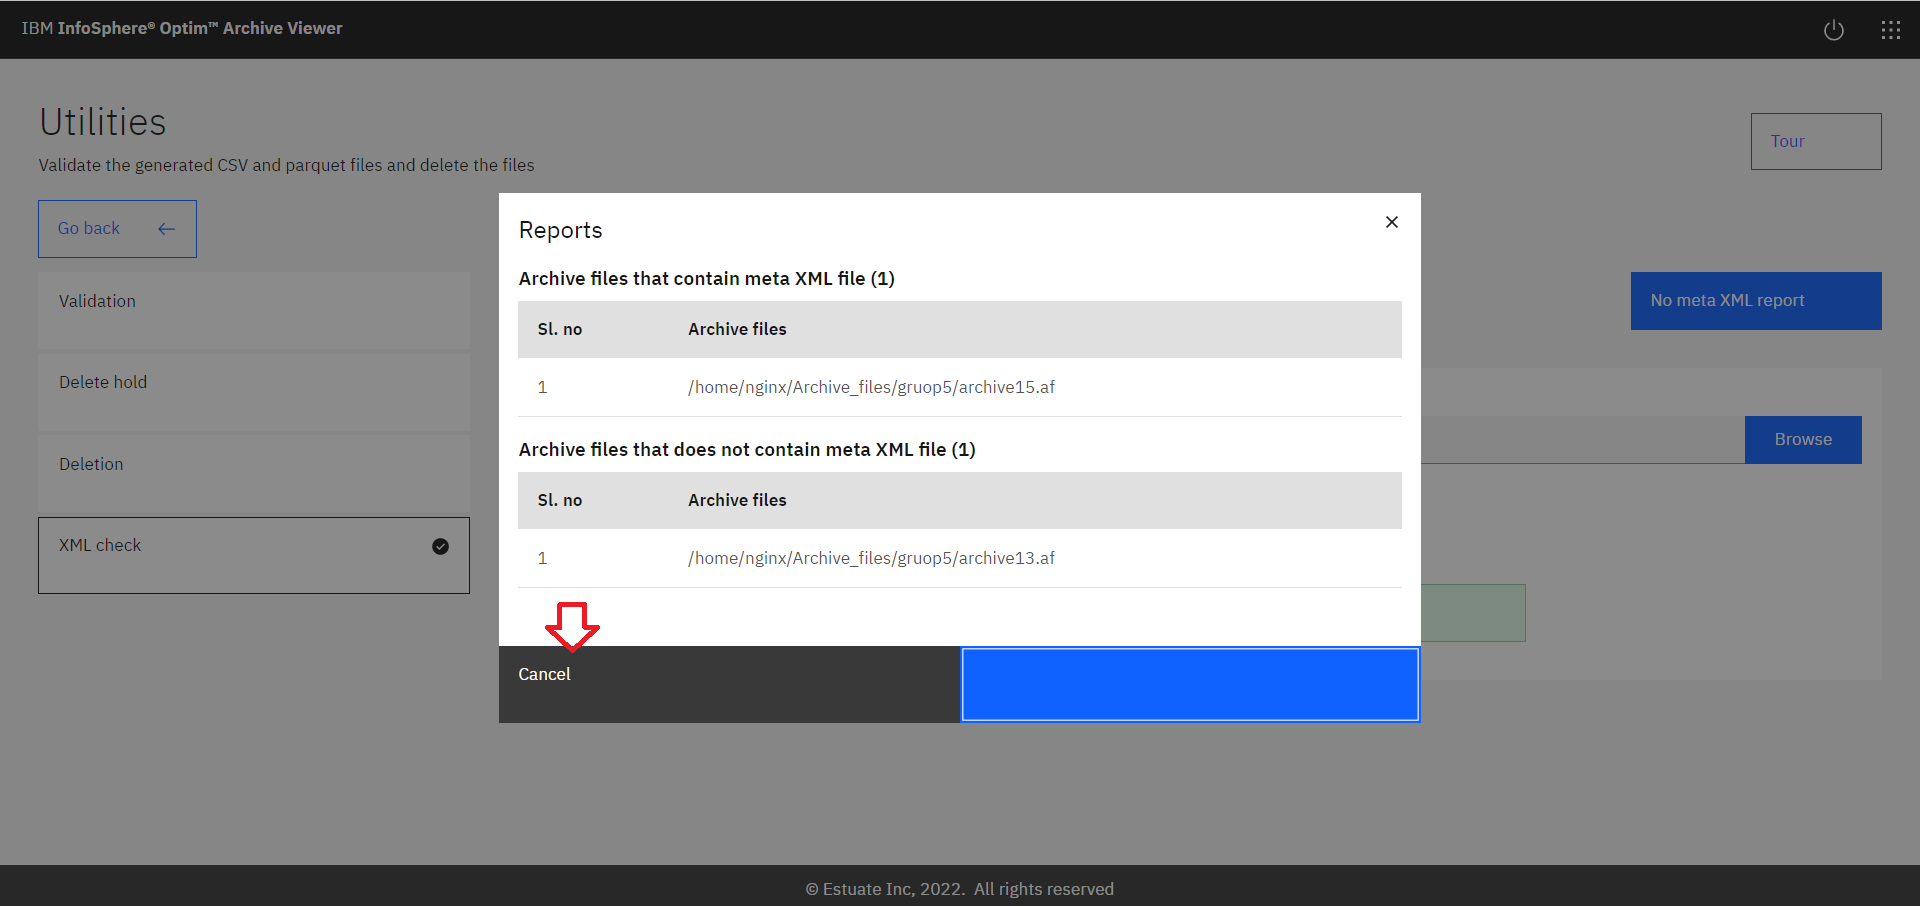 IBM InfoSphere® Optim™ Archive Viewer
Utilities
Validate the generated CSV and parquet files and delete the files
Tour
Go back
Validation
Delete hold
Deletion
XML check
No meta XML report
Browse
Reports
Archive files that contain meta XML file (1)
Sl. no Archive files
1 /home/nginx/Archive_files/gruop5/archive15.af
Archive files that does not contain meta XML file (1)
Sl. no Archive files
1 /home/nginx/Archive_files/gruop5/archive13.af
Cancel
© Estuate Inc, 2022. All rights reserved